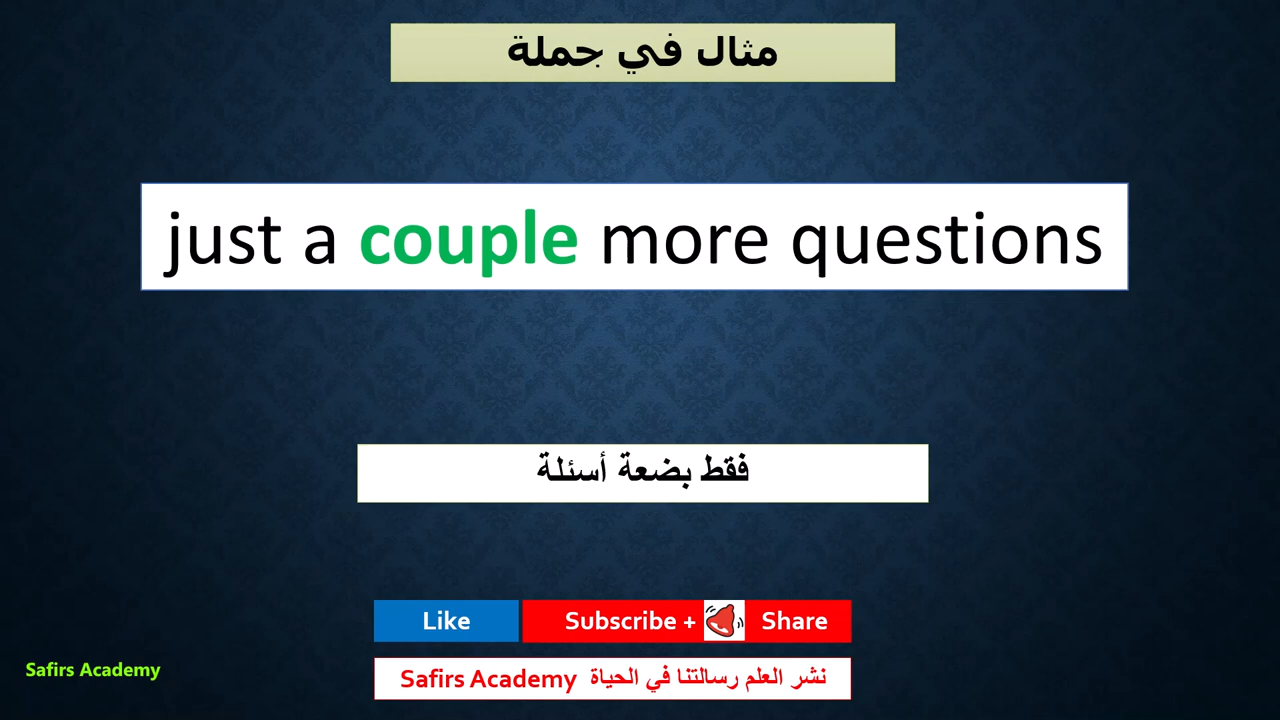 مثال في جملة
just a couple more questions
فقط بضعة أسئلة
Like Subscribe + Share
Safirs Academy نشر العلم رسالتنا في الحياة
Safirs Academy